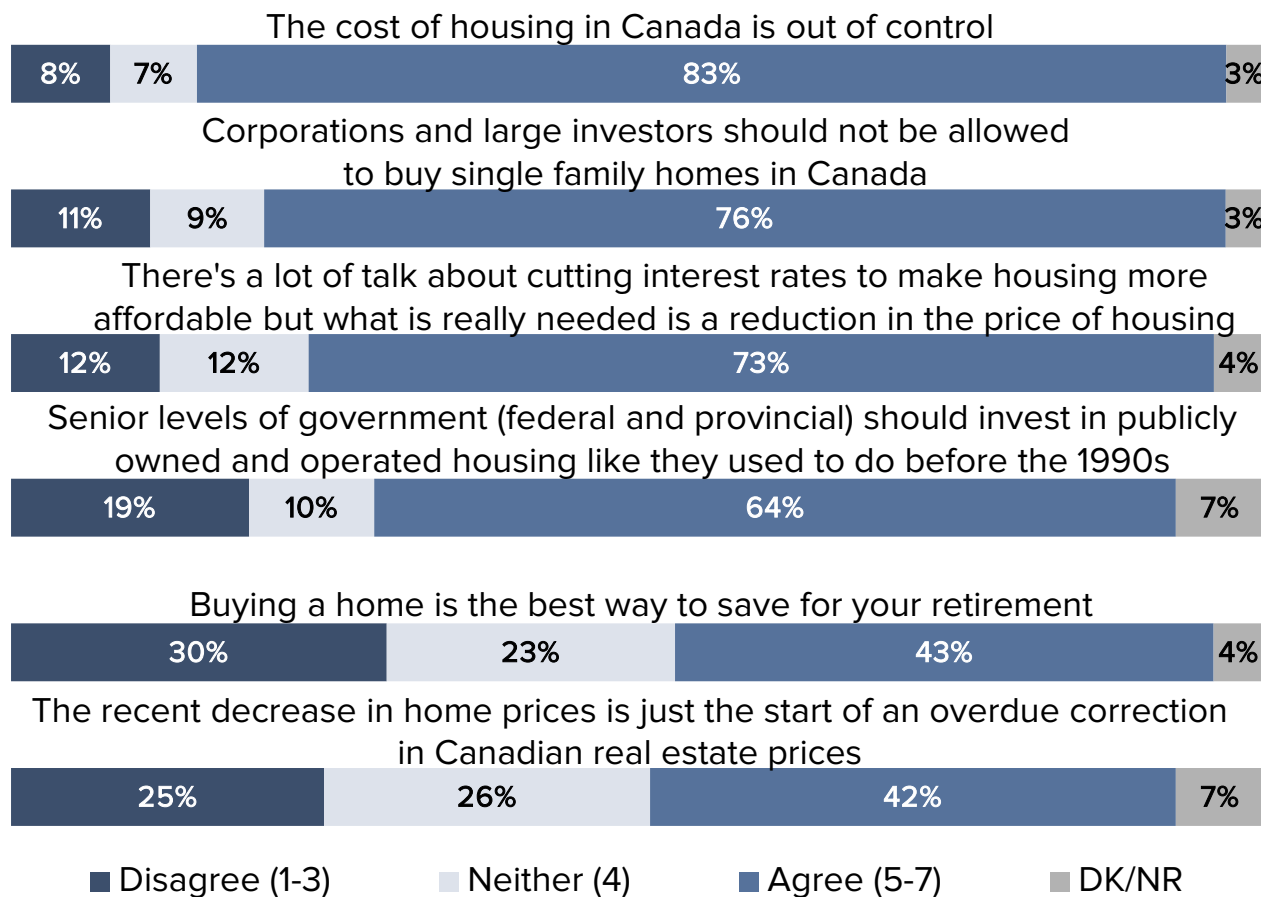 The cost of housing in Canada is out of control
8% 7% 83% 3%
Corporations and large investors should not be allowed
to buy single family homes in Canada
11% 9% 76% 3%
There's a lot of talk about cutting interest rates to make housing more
affordable but what is really needed is a reduction in the price of housing
12% 12% 73% 4%
Senior levels of government (federal and provincial) should invest in publicly
owned and operated housing like they used to do before the 1990s
19% 10% 64% 7%
Buying a home is the best way to save for your retirement
30% 23% 43% 4%
The recent decrease in home prices is just the start of an overdue correction
in Canadian real estate prices
25% 26% 42% 7%
Disagree (1-3) Neither (4) Agree (5-7) DK/NR